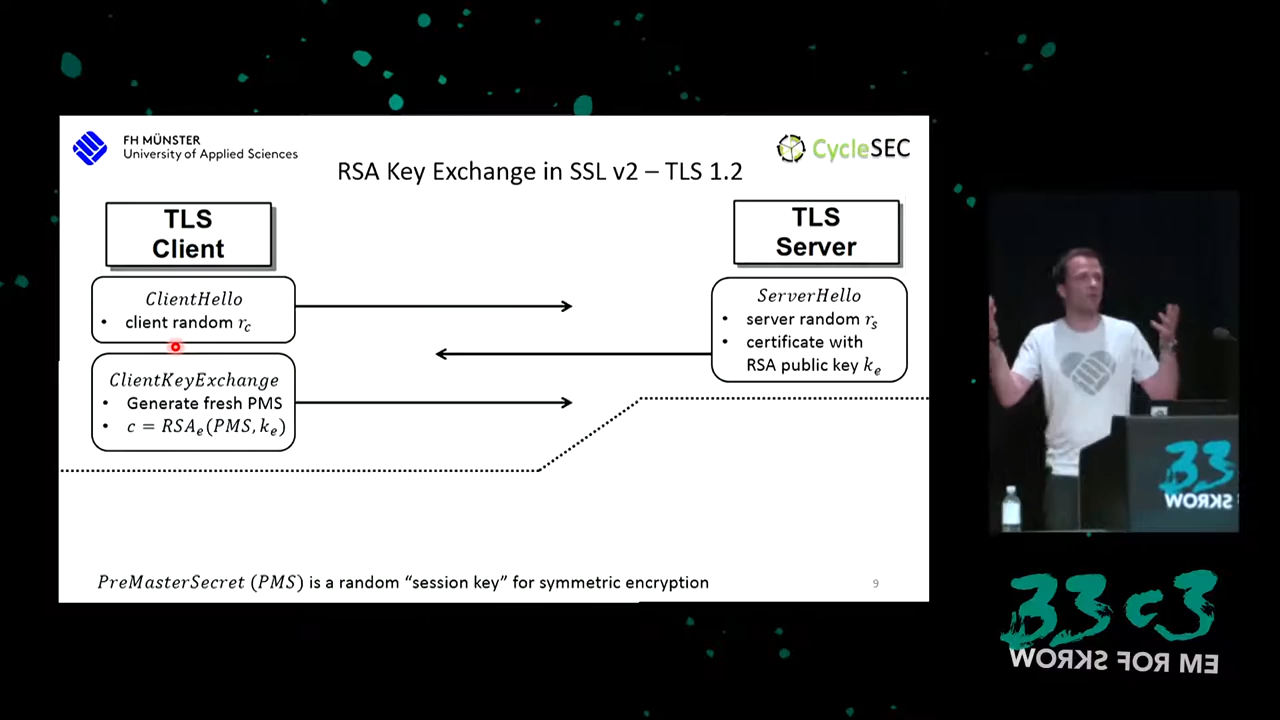 FH MÜNSTER
University of Applied Sciences
CycleSEC
RSA Key Exchange in SSL v2 – TLS 1.2
TLS
Client
TLS
Server
ClientHello
• client random r_c
ServerHello
• server random r_s
• certificate with
RSA public key k_e
ClientKeyExchange
• Generate fresh PMS
• c = RSA_e(PMS, k_e)
PreMasterSecret (PMS) is a random “session key” for symmetric encryption
9
33
WORKS F
33c3
WORKS FOR ME